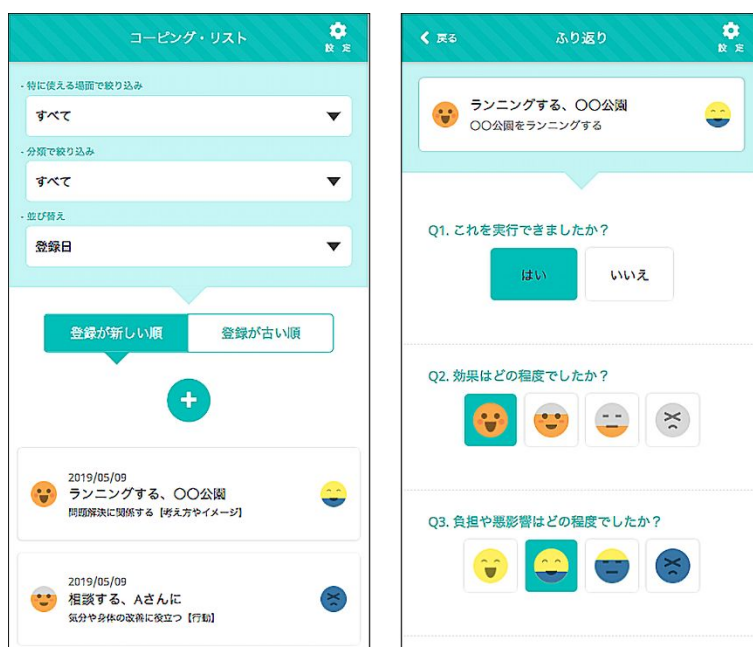 コーピング・リスト
設 定
・特に使える場面で絞り込み
すべて
・分類で絞り込み
すべて
・並び替え
登録日
登録が新しい順
登録が古い順
+
2019/05/09
ランニングする、〇〇公園
問題解決に関係する【考え方やイメージ】
2019/05/09
相談する、Aさんに
気分や身体の改善に役立つ【行動】
戻る
ふり返り
設 定
ランニングする、〇〇公園
〇〇公園をランニングする
Q1. これを実行できましたか？
はい
いいえ
Q2. 効果はどの程度でしたか？
Q3. 負担や悪影響はどの程度でしたか？